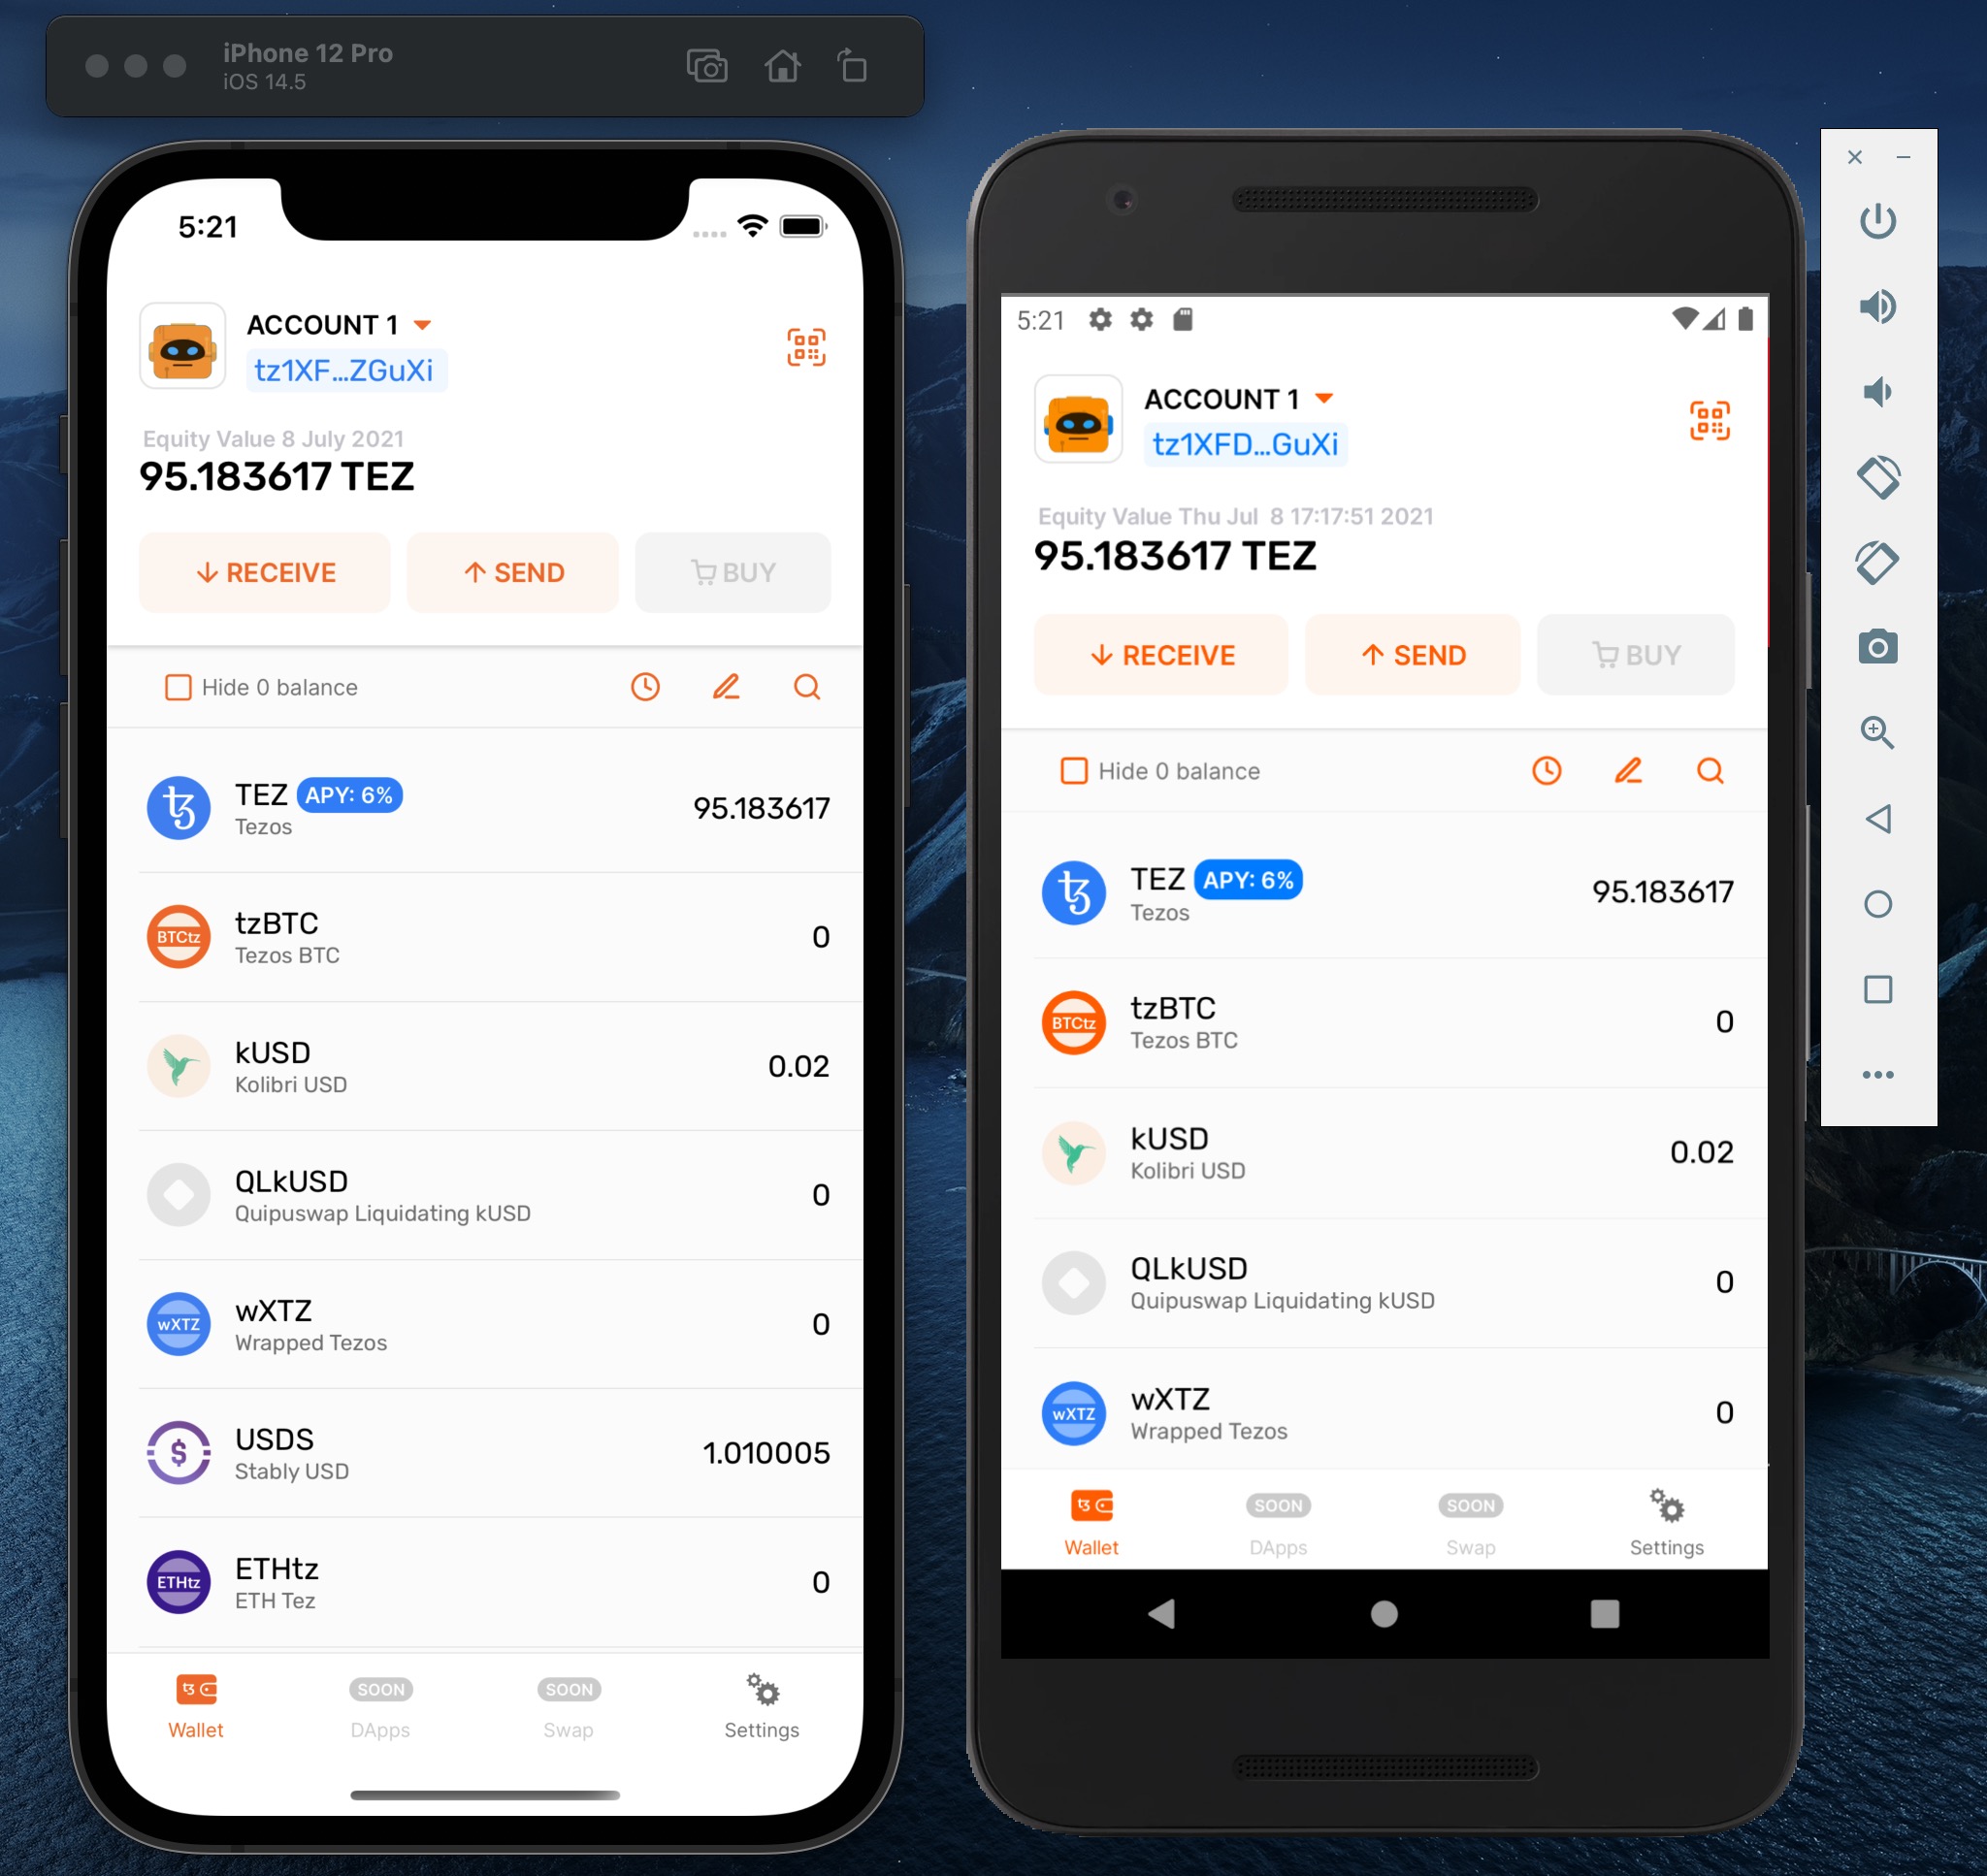 iPhone 12 Pro
iOS 14.5
5:21
ACCOUNT 1
tz1XF...ZGuXi
Equity Value 8 July 2021
95.183617 TEZ
RECEIVE
SEND
BUY
Hide 0 balance
TEZ APY: 6%
Tezos
95.183617
BTCtz
tzBTC
Tezos BTC
0
kUSD
Kolibri USD
0.02
QLkUSD
Quipuswap Liquidating kUSD
0
wXTZ
wXTZ
Wrapped Tezos
0
USDS
Stably USD
1.010005
ETHtz
ETHtz
ETH Tez
0
Wallet
SOON
DApps
SOON
Swap
Settings
5:21
ACCOUNT 1
tz1XFD...GuXi
Equity Value Thu Jul  8 17:17:51 2021
95.183617 TEZ
RECEIVE
SEND
BUY
Hide 0 balance
TEZ APY: 6%
Tezos
95.183617
BTCtz
tzBTC
Tezos BTC
0
kUSD
Kolibri USD
0.02
QLkUSD
Quipuswap Liquidating kUSD
0
wXTZ
wXTZ
Wrapped Tezos
0
Wallet
SOON
DApps
SOON
Swap
Settings